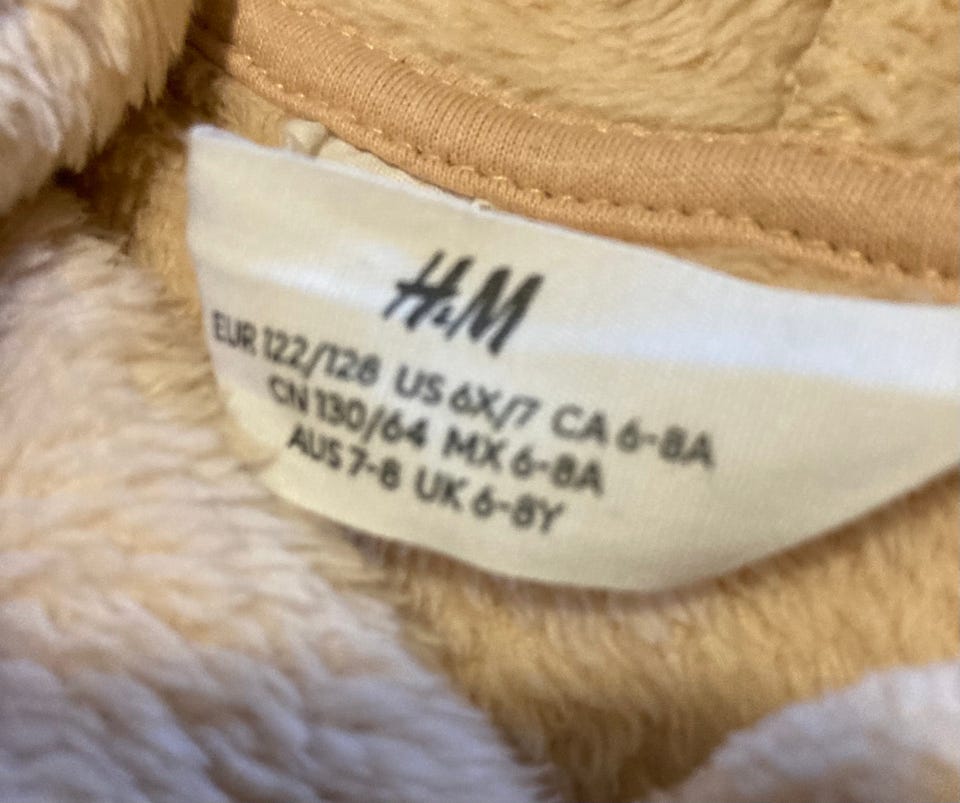 H&M
EUR 122/128 US 6X/7 CA 6-8A
CN 130/64 MX 6-8A
AUS 7-8 UK 6-8Y